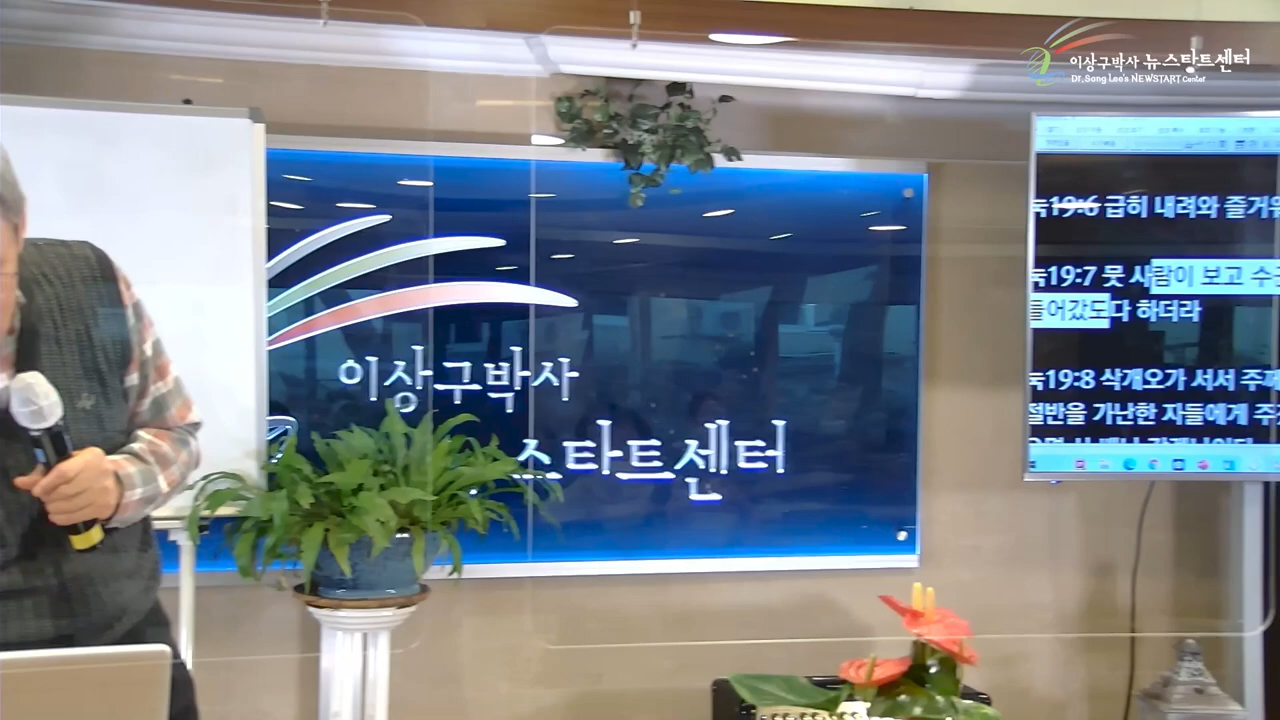 이상구박사 뉴스탕트센터
Dr. Sang Lee's NEWSTART Center
이상구박사
스타트센터
눅19:6 급히 내려와 즐거워
눅19:7 뭇 사람이 보고 수
들어갔도다 하더라
눅19:8 삭개오가 서서 주께
절반을 가난한 자들에게 주